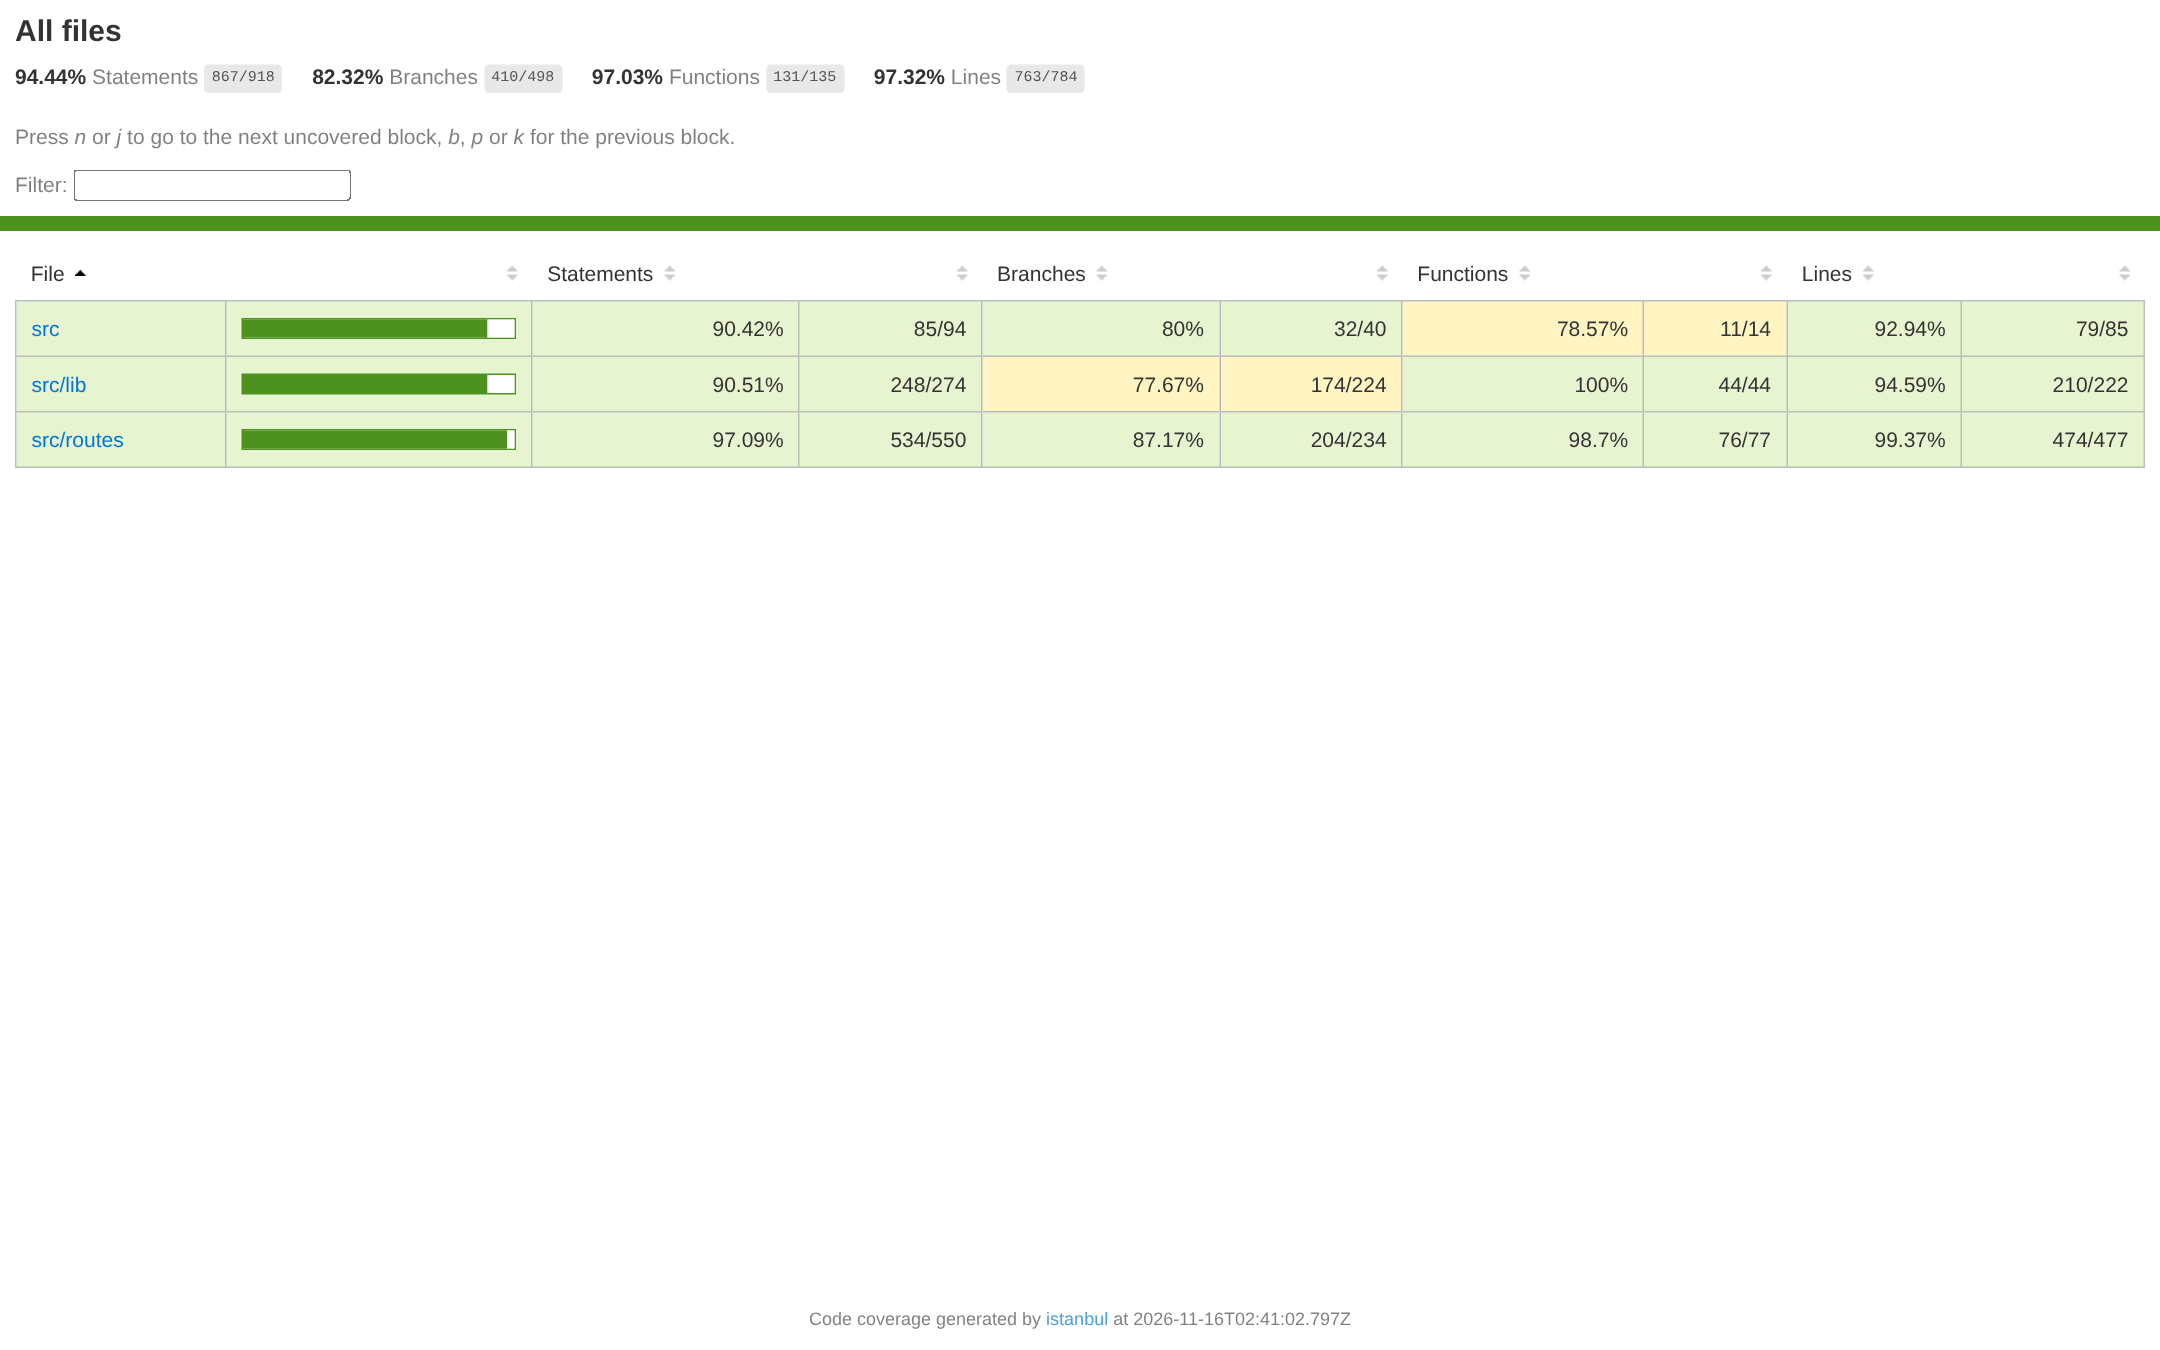 All files
94.44% Statements 867/918 82.32% Branches 410/498 97.03% Functions 131/135 97.32% Lines 763/784
Press n or j to go to the next uncovered block, b, p or k for the previous block.
Filter:
File Statements Branches Functions Lines
src 90.42% 85/94 80% 32/40 78.57% 11/14 92.94% 79/85
src/lib 90.51% 248/274 77.67% 174/224 100% 44/44 94.59% 210/222
src/routes 97.09% 534/550 87.17% 204/234 98.7% 76/77 99.37% 474/477
Code coverage generated by istanbul at 2026-11-16T02:41:02.797Z